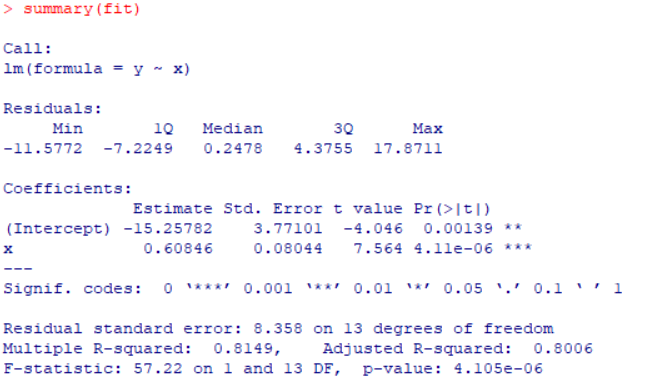 > summary(fit)
Call:
lm(formula = y ~ x)
Residuals:
     Min       1Q   Median       3Q      Max
-11.5772  -7.2249   0.2478   4.3755  17.8711
Coefficients:
             Estimate Std. Error t value Pr(>|t|)
(Intercept) -15.25782    3.77101  -4.046  0.00139 **
x             0.60846    0.08044   7.564 4.11e-06 ***
---
Signif. codes:  0 ‘***’ 0.001 ‘**’ 0.01 ‘*’ 0.05 ‘.’ 0.1 ‘ ’ 1
Residual standard error: 8.358 on 13 degrees of freedom
Multiple R-squared:  0.8149,    Adjusted R-squared:  0.8006
F-statistic: 57.22 on 1 and 13 DF,  p-value: 4.105e-06